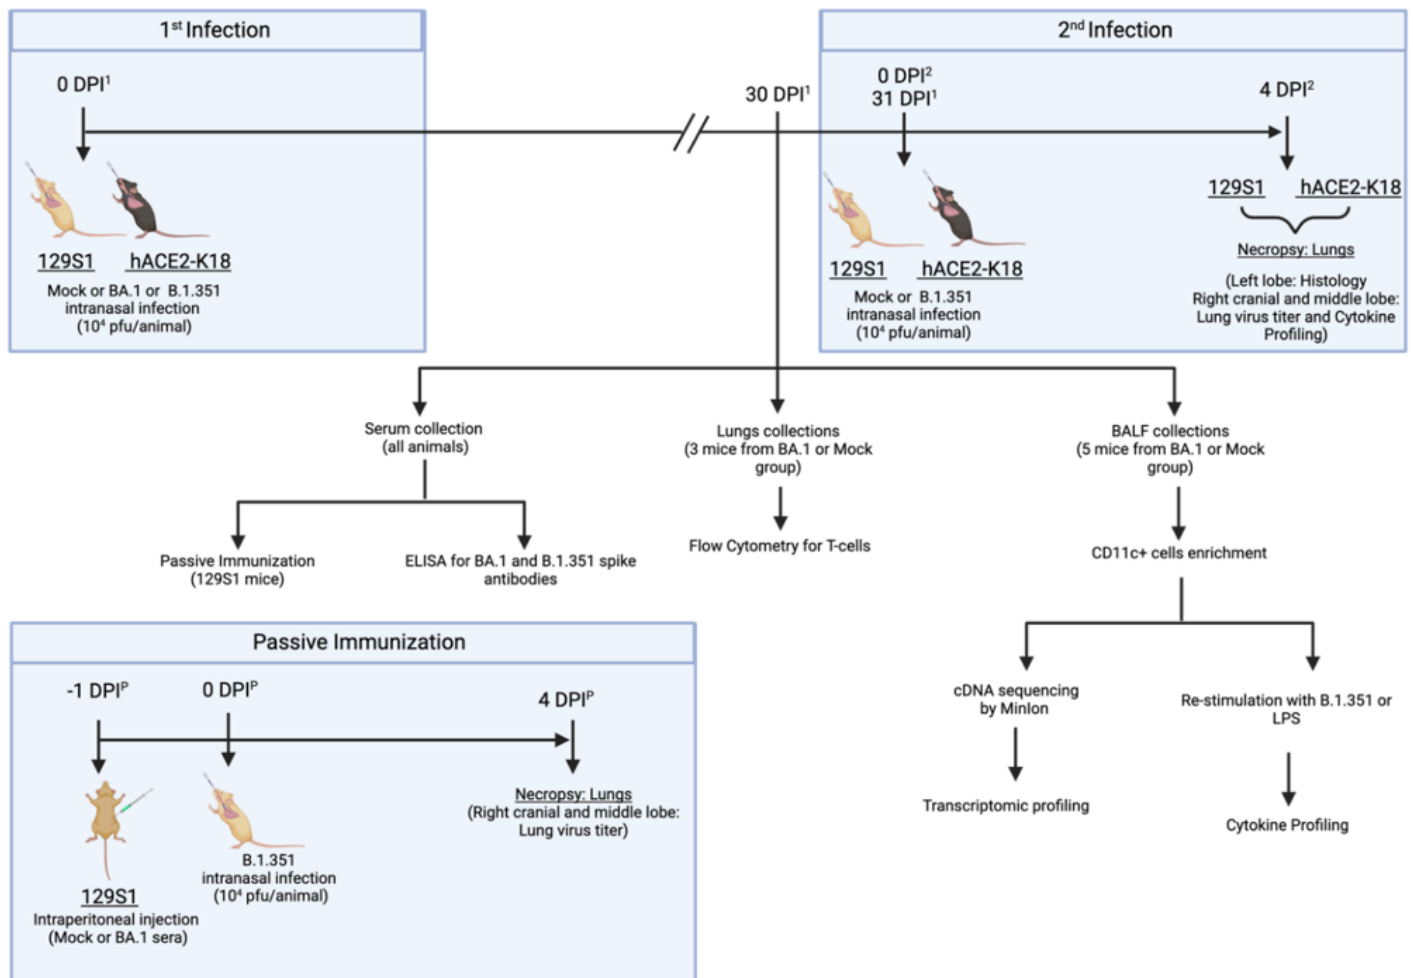 1st Infection
0 DPI1
129S1 hACE2-K18
Mock or BA.1 or B.1.351
intranasal infection
(10⁴ pfu/animal)
30 DPI1
2nd Infection
0 DPI2
31 DPI1
4 DPI2
129S1 hACE2-K18
Mock or B.1.351
intranasal infection
(10⁴ pfu/animal)
129S1 hACE2-K18
Necropsy: Lungs
(Left lobe: Histology
Right cranial and middle lobe:
Lung virus titer and Cytokine
Profiling)
Serum collection
(all animals)
Lungs collections
(3 mice from BA.1 or Mock
group)
BALF collections
(5 mice from BA.1 or Mock
group)
Passive Immunization
(129S1 mice)
ELISA for BA.1 and B.1.351 spike
antibodies
Flow Cytometry for T-cells
CD11c+ cells enrichment
cDNA sequencing
by MinIon
Re-stimulation with B.1.351 or
LPS
Transcriptomic profiling
Cytokine Profiling
Passive Immunization
-1 DPIP
0 DPIP
4 DPIP
129S1
Intraperitoneal injection
(Mock or BA.1 sera)
B.1.351
intranasal infection
(10⁴ pfu/animal)
Necropsy: Lungs
(Right cranial and middle lobe:
Lung virus titer)